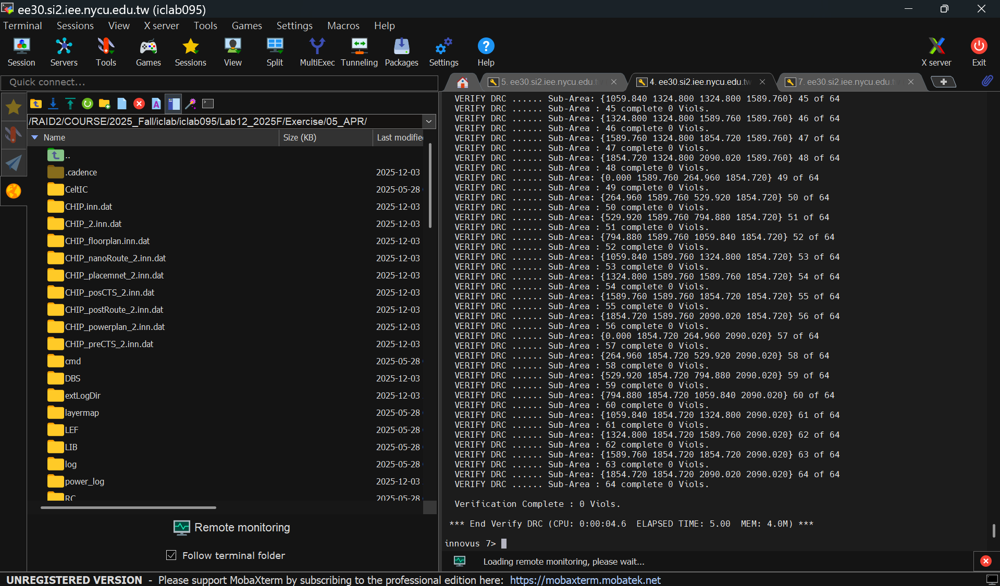 ee30.si2.iee.nycu.edu.tw (iclab095)
Terminal Sessions View X server Tools Games Settings Macros Help
Session Servers Tools Games Sessions View Split MultiExec Tunneling Packages Settings Help X server Exit
Quick connect...
5. ee30.si2.iee.nycu.edu.t
4. ee30.si2.iee.nycu.edu.tw
7. ee30.si2.iee.nycu.edu.t
/RAID2/COURSE/2025_Fall/iclab/iclab095/Lab12_2025F/Exercise/05_APR/
Name Size (KB) Last modified
..
.cadence 2025-12-03
CeltIC 2025-05-28
CHIP.inn.dat 2025-12-03
CHIP_2.inn.dat 2025-12-03
CHIP_floorplan.inn.dat 2025-12-03
CHIP_nanoRoute_2.inn.dat 2025-12-03
CHIP_placemnet_2.inn.dat 2025-12-03
CHIP_posCTS_2.inn.dat 2025-12-03
CHIP_postRoute_2.inn.dat 2025-12-03
CHIP_powerplan_2.inn.dat 2025-12-03
CHIP_preCTS_2.inn.dat 2025-12-03
cmd 2025-05-28
DBS 2025-12-03
extLogDir 2025-12-03
layermap 2025-05-28
LEF 2025-05-28
LIB 2025-05-28
log 2025-05-28
power_log 2025-12-03
RC 2025-05-28
Remote monitoring
Follow terminal folder
VERIFY DRC ...... Sub-Area: {1059.840 1324.800 1324.800 1589.760} 45 of 64
VERIFY DRC ...... Sub-Area : 45 complete 0 Viols.
VERIFY DRC ...... Sub-Area: {1324.800 1324.800 1589.760 1589.760} 46 of 64
VERIFY DRC ...... Sub-Area : 46 complete 0 Viols.
VERIFY DRC ...... Sub-Area: {1589.760 1324.800 1854.720 1589.760} 47 of 64
VERIFY DRC ...... Sub-Area : 47 complete 0 Viols.
VERIFY DRC ...... Sub-Area: {1854.720 1324.800 2090.020 1589.760} 48 of 64
VERIFY DRC ...... Sub-Area : 48 complete 0 Viols.
VERIFY DRC ...... Sub-Area: {0.000 1589.760 264.960 1854.720} 49 of 64
VERIFY DRC ...... Sub-Area : 49 complete 0 Viols.
VERIFY DRC ...... Sub-Area: {264.960 1589.760 529.920 1854.720} 50 of 64
VERIFY DRC ...... Sub-Area : 50 complete 0 Viols.
VERIFY DRC ...... Sub-Area: {529.920 1589.760 794.880 1854.720} 51 of 64
VERIFY DRC ...... Sub-Area : 51 complete 0 Viols.
VERIFY DRC ...... Sub-Area: {794.880 1589.760 1059.840 1854.720} 52 of 64
VERIFY DRC ...... Sub-Area : 52 complete 0 Viols.
VERIFY DRC ...... Sub-Area: {1059.840 1589.760 1324.800 1854.720} 53 of 64
VERIFY DRC ...... Sub-Area : 53 complete 0 Viols.
VERIFY DRC ...... Sub-Area: {1324.800 1589.760 1589.760 1854.720} 54 of 64
VERIFY DRC ...... Sub-Area : 54 complete 0 Viols.
VERIFY DRC ...... Sub-Area: {1589.760 1589.760 1854.720 1854.720} 55 of 64
VERIFY DRC ...... Sub-Area : 55 complete 0 Viols.
VERIFY DRC ...... Sub-Area: {1854.720 1589.760 2090.020 1854.720} 56 of 64
VERIFY DRC ...... Sub-Area : 56 complete 0 Viols.
VERIFY DRC ...... Sub-Area: {0.000 1854.720 264.960 2090.020} 57 of 64
VERIFY DRC ...... Sub-Area : 57 complete 0 Viols.
VERIFY DRC ...... Sub-Area: {264.960 1854.720 529.920 2090.020} 58 of 64
VERIFY DRC ...... Sub-Area : 58 complete 0 Viols.
VERIFY DRC ...... Sub-Area: {529.920 1854.720 794.880 2090.020} 59 of 64
VERIFY DRC ...... Sub-Area : 59 complete 0 Viols.
VERIFY DRC ...... Sub-Area: {794.880 1854.720 1059.840 2090.020} 60 of 64
VERIFY DRC ...... Sub-Area : 60 complete 0 Viols.
VERIFY DRC ...... Sub-Area: {1059.840 1854.720 1324.800 2090.020} 61 of 64
VERIFY DRC ...... Sub-Area : 61 complete 0 Viols.
VERIFY DRC ...... Sub-Area: {1324.800 1854.720 1589.760 2090.020} 62 of 64
VERIFY DRC ...... Sub-Area : 62 complete 0 Viols.
VERIFY DRC ...... Sub-Area: {1589.760 1854.720 1854.720 2090.020} 63 of 64
VERIFY DRC ...... Sub-Area : 63 complete 0 Viols.
VERIFY DRC ...... Sub-Area: {1854.720 1854.720 2090.020 2090.020} 64 of 64
VERIFY DRC ...... Sub-Area : 64 complete 0 Viols.
Verification Complete : 0 Viols.
*** End Verify DRC (CPU: 0:00:04.6 ELAPSED TIME: 5.00 MEM: 4.0M) ***
innovus 7>
Loading remote monitoring, please wait...
UNREGISTERED VERSION - Please support MobaXterm by subscribing to the professional edition here: https://mobaxterm.mobatek.net